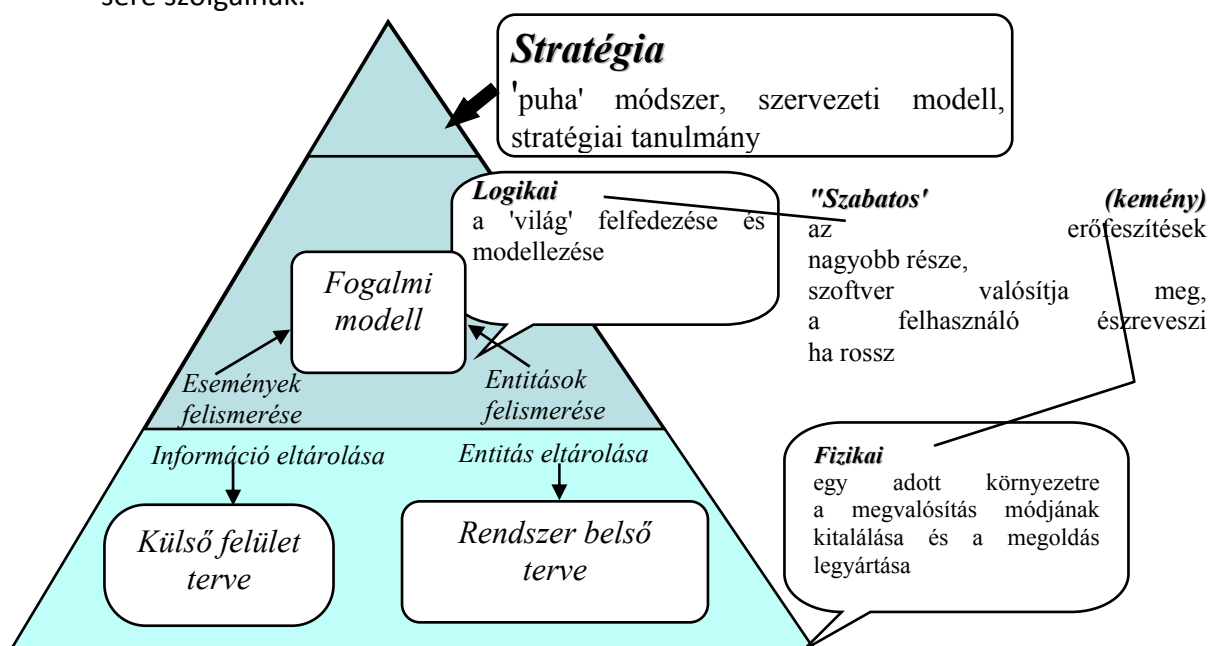 sére szolgálnak.
Stratégia
'puha' módszer, szervezeti modell,
stratégiai tanulmány
Logikai
a 'világ' felfedezése és
modellezése
"Szabatos' (kemény)
az erőfeszítések
nagyobb része,
szoftver valósítja meg,
a felhasználó észreveszi
ha rossz
Fogalmi
modell
Események
felismerése
Entitások
felismerése
Információ eltárolása
Entitás eltárolása
Külső felület
terve
Rendszer belső
terve
Fizikai
egy adott környezetre
a megvalósítás módjának
kitalálása és a megoldás
legyártása